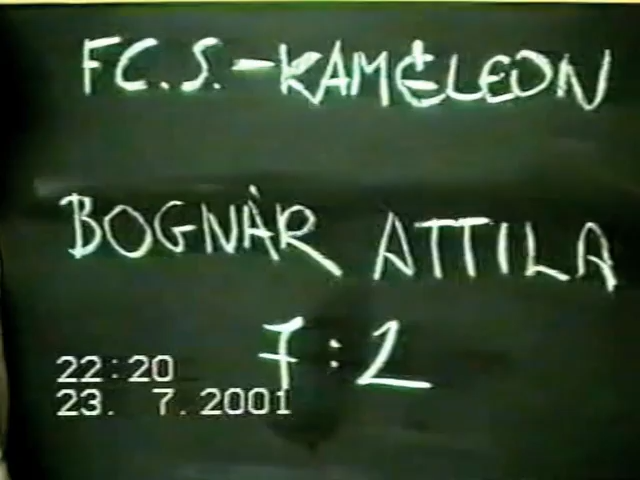 FC.S.-KAMÉLEON
BOGNÁR ATTILA
7:2
22:20
23. 7.2001